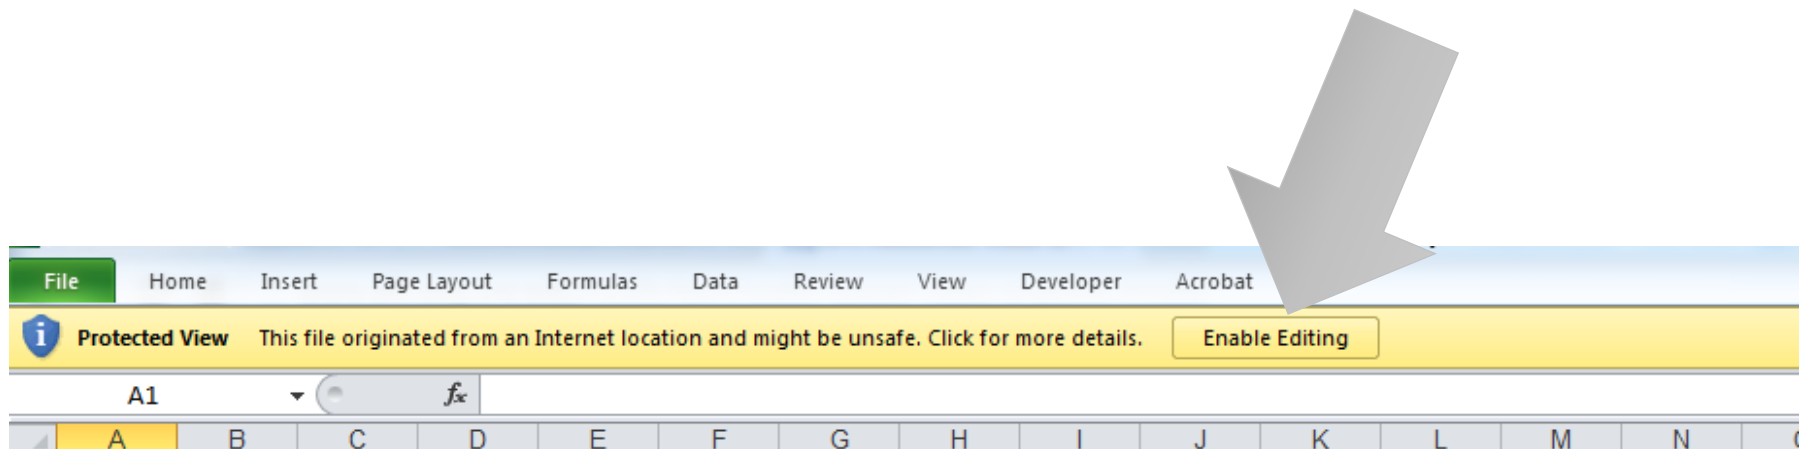 File Home Insert Page Layout Formulas Data Review View Developer Acrobat
i Protected View This file originated from an Internet location and might be unsafe. Click for more details. Enable Editing
A1 fx
A B C D E F G H I J K L M N